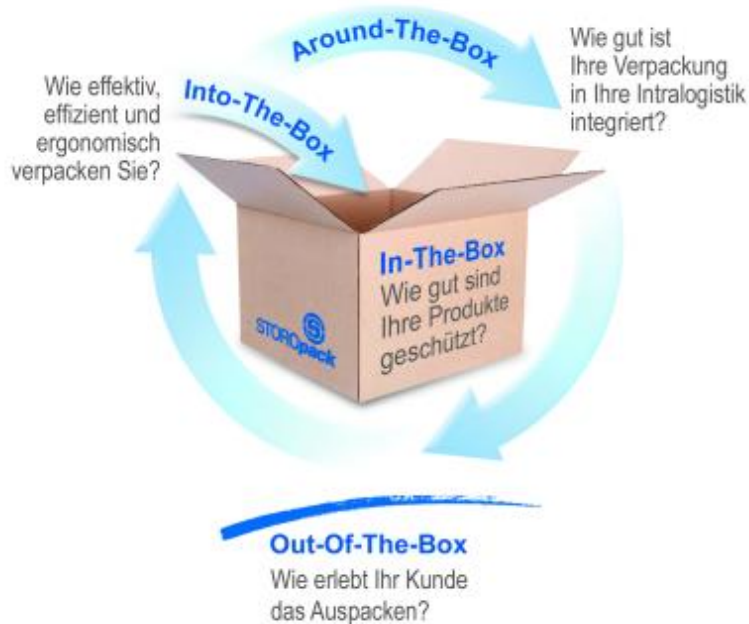 Around-The-Box
Wie gut ist
Ihre Verpackung
in Ihre Intralogistik
integriert?
Into-The-Box
Wie effektiv,
effizient und
ergonomisch
verpacken Sie?
In-The-Box
Wie gut sind
Ihre Produkte
geschützt?
STOROpack
Out-Of-The-Box
Wie erlebt Ihr Kunde
das Auspacken?